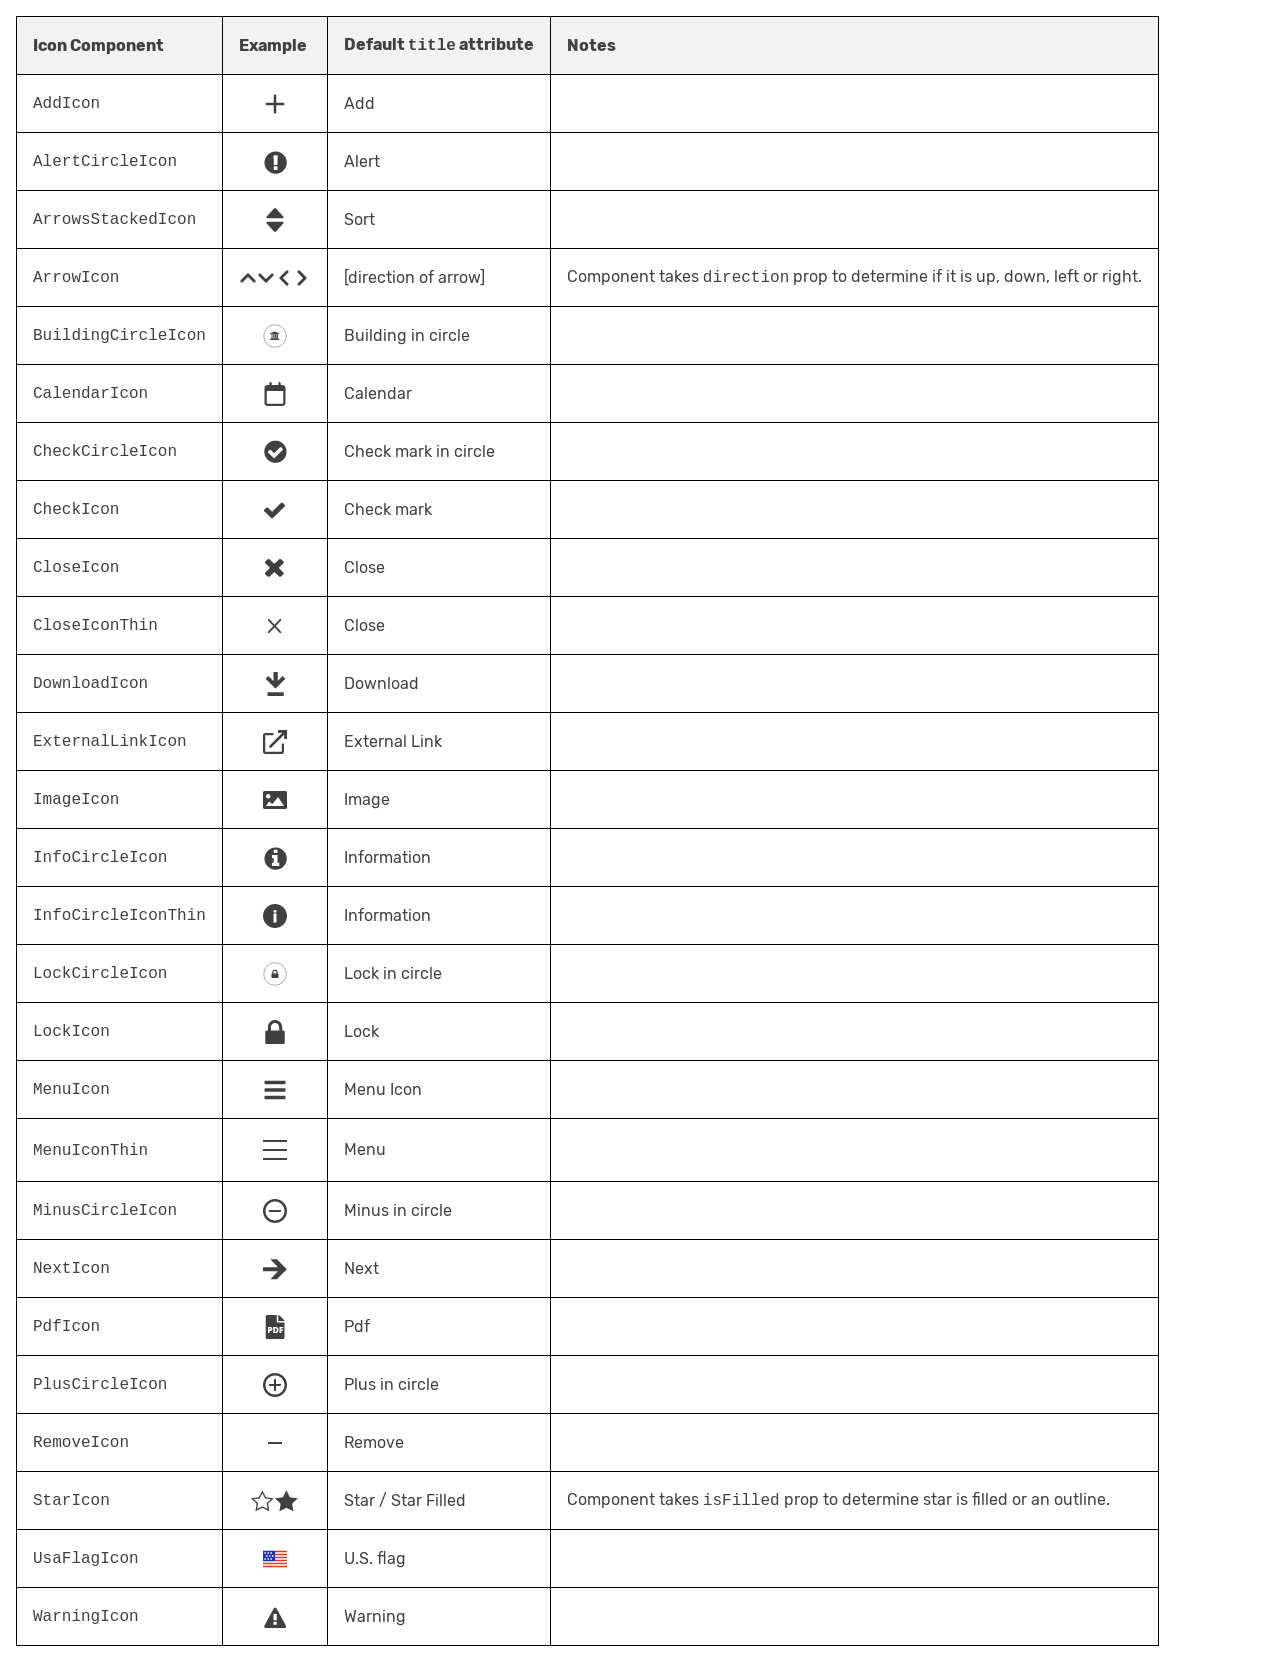 Icon Component Example Default title attribute Notes
AddIcon Add
AlertCircleIcon Alert
ArrowsStackedIcon Sort
ArrowIcon [direction of arrow] Component takes direction prop to determine if it is up, down, left or right.
BuildingCircleIcon Building in circle
CalendarIcon Calendar
CheckCircleIcon Check mark in circle
CheckIcon Check mark
CloseIcon Close
CloseIconThin Close
DownloadIcon Download
ExternalLinkIcon External Link
ImageIcon Image
InfoCircleIcon Information
InfoCircleIconThin Information
LockCircleIcon Lock in circle
LockIcon Lock
MenuIcon Menu Icon
MenuIconThin Menu
MinusCircleIcon Minus in circle
NextIcon Next
PdfIcon PDF Pdf
PlusCircleIcon Plus in circle
RemoveIcon Remove
StarIcon Star / Star Filled Component takes isFilled prop to determine star is filled or an outline.
UsaFlagIcon U.S. flag
WarningIcon Warning